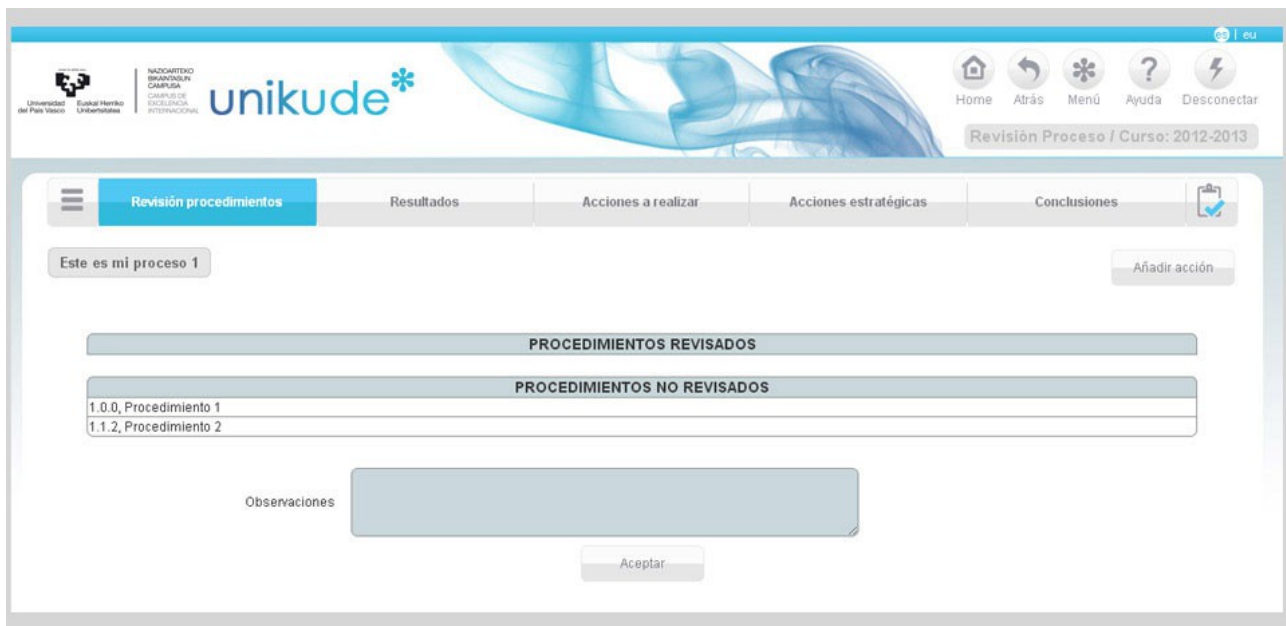 es | eu
Universidad
del País Vasco
Euskal Herriko
Unibertsitatea
NAZIOARTEKO
BIKAINTASUN
CAMPUSA
CAMPUS DE
EXCELENCIA
INTERNACIONAL
unikude*
Home Atrás Menú Ayuda Desconectar
Revisión Proceso / Curso: 2012-2013
Revisión procedimientos Resultados Acciones a realizar Acciones estratégicas Conclusiones
Este es mi proceso 1
Añadir acción
PROCEDIMIENTOS REVISADOS
PROCEDIMIENTOS NO REVISADOS
1.0.0, Procedimiento 1
1.1.2, Procedimiento 2
Observaciones
Aceptar